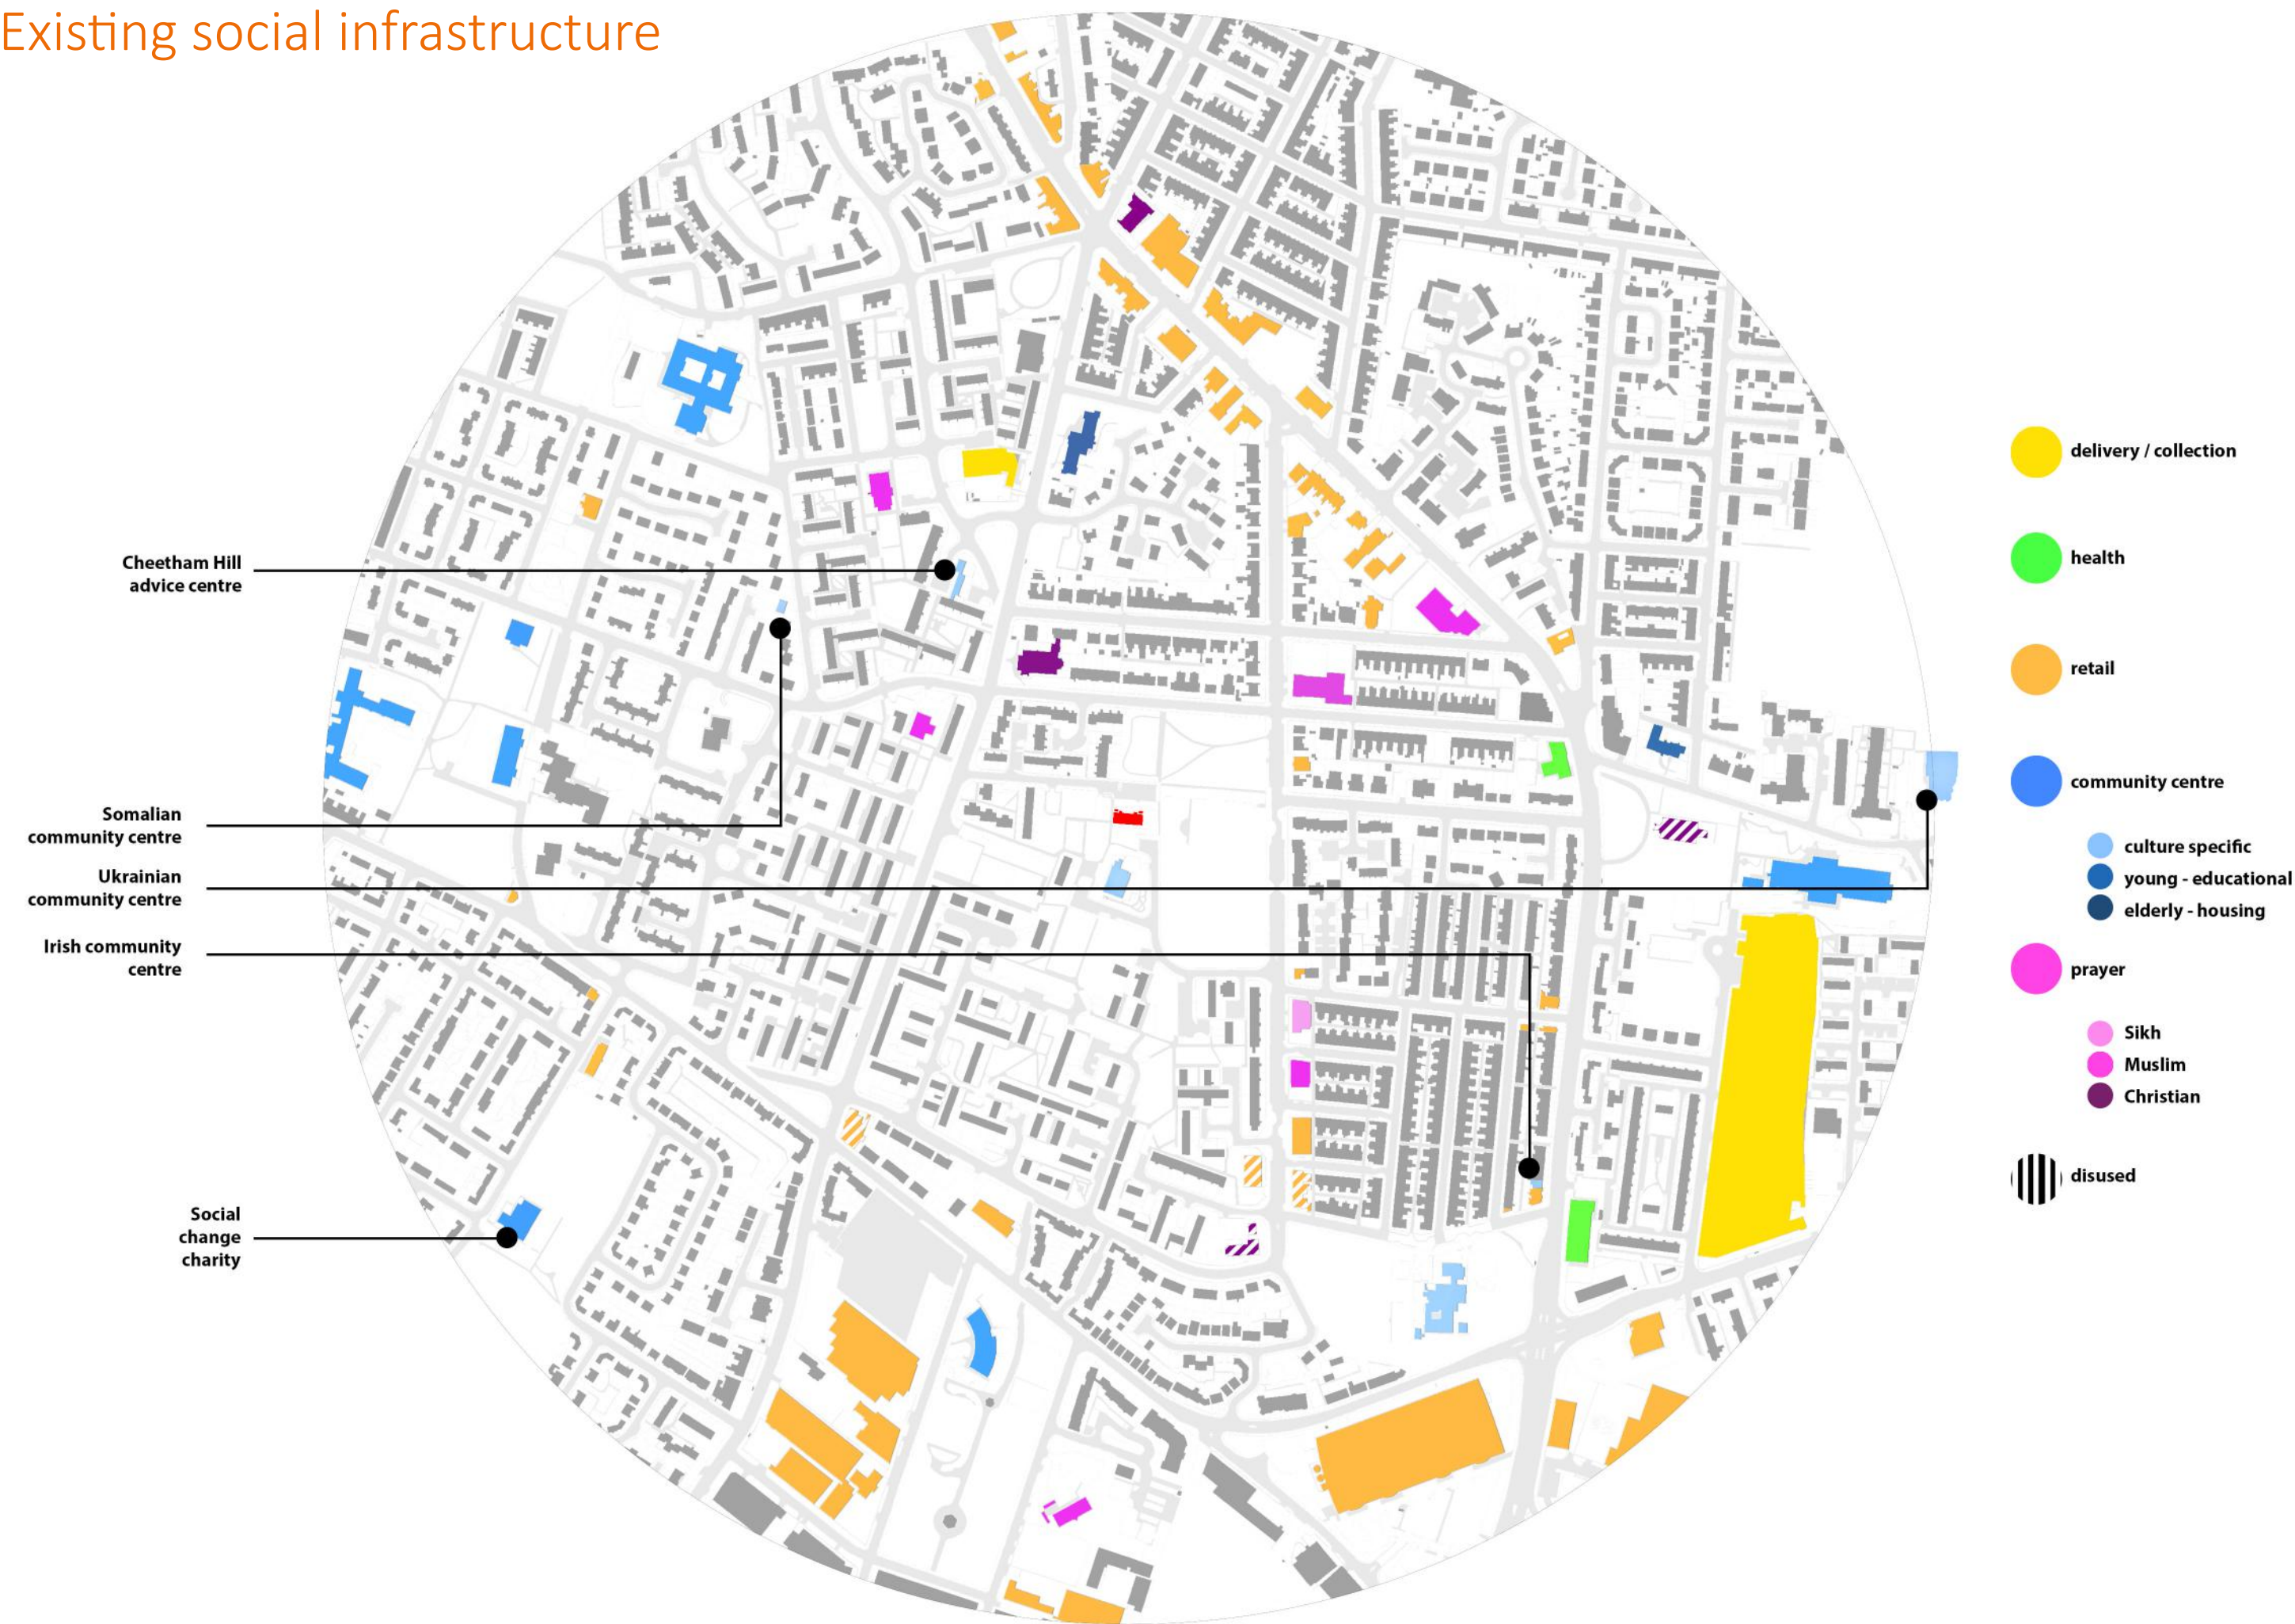 Existing social infrastructure
Cheetham Hill
advice centre
Somalian
community centre
Ukrainian
community centre
Irish community
centre
Social
change
charity
delivery / collection
health
retail
community centre
culture specific
young - educational
elderly - housing
prayer
Sikh
Muslim
Christian
disused